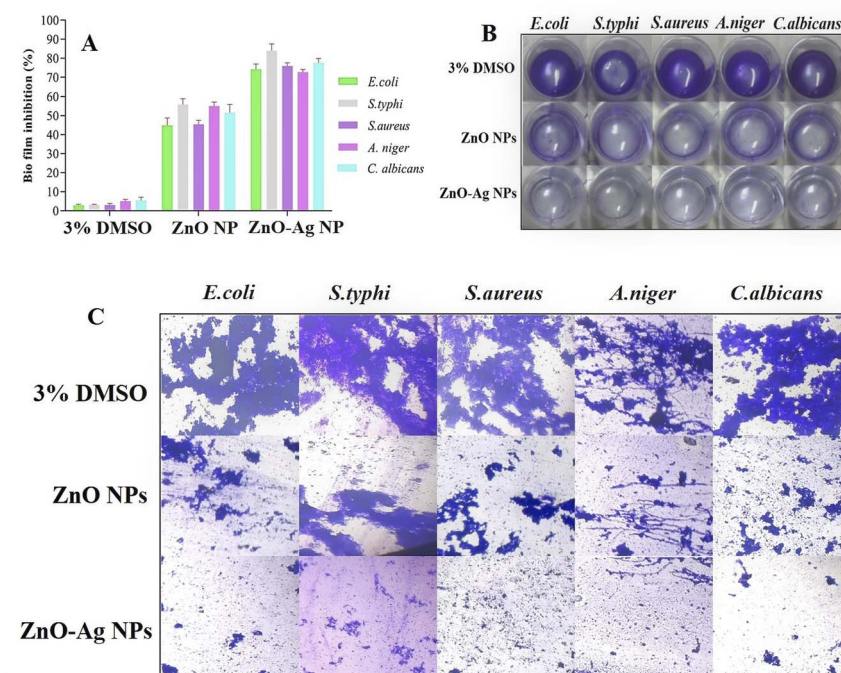 A
Bio film inhibition (%)
100
90
80
70
60
50
40
30
20
10
0
3% DMSO ZnO NP ZnO-Ag NP
E.coli
S.typhi
S.aureus
A. niger
C. albicans
B
E.coli S.typhi S.aureus A.niger C.albicans
3% DMSO
ZnO NPs
ZnO-Ag NPs
C
E.coli S.typhi S.aureus A.niger C.albicans
3% DMSO
ZnO NPs
ZnO-Ag NPs